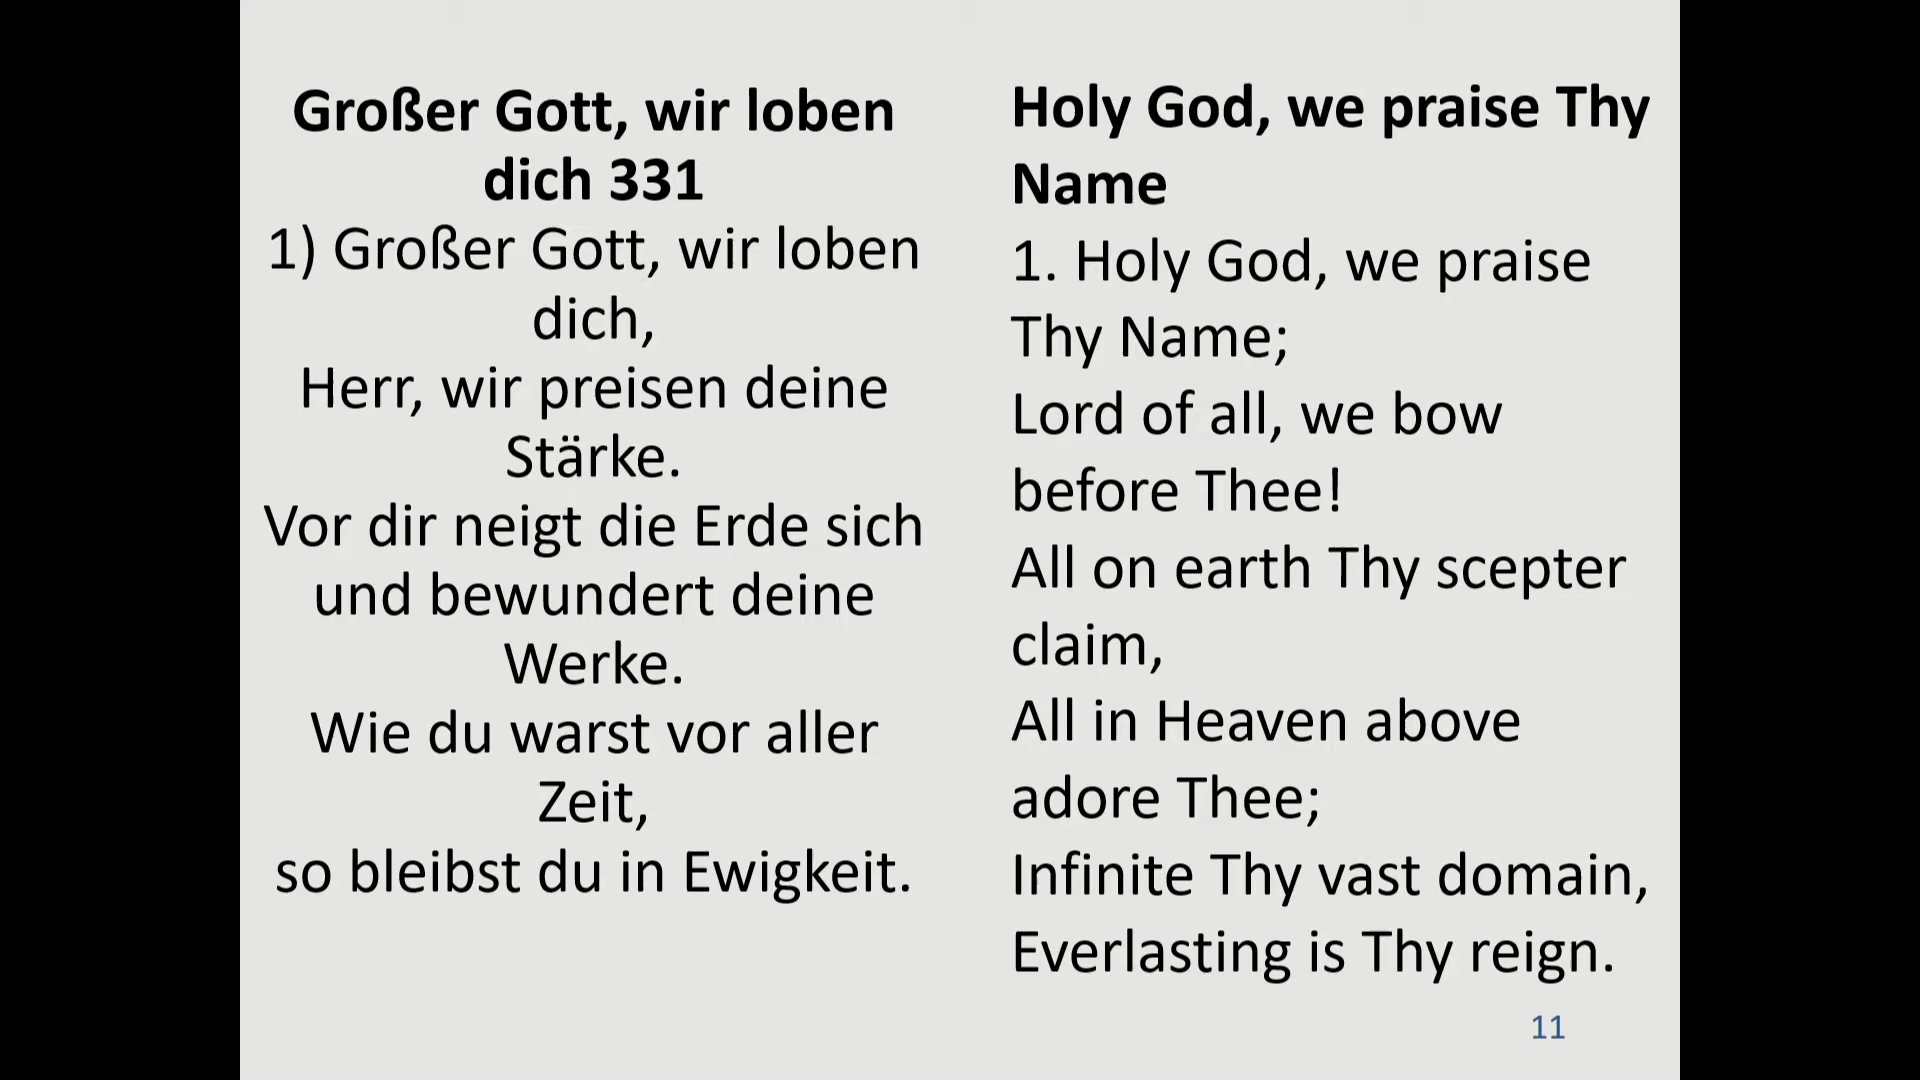 Großer Gott, wir loben
dich 331
1) Großer Gott, wir loben
dich,
Herr, wir preisen deine
Stärke.
Vor dir neigt die Erde sich
und bewundert deine
Werke.
Wie du warst vor aller
Zeit,
so bleibst du in Ewigkeit.
Holy God, we praise Thy
Name
1. Holy God, we praise
Thy Name;
Lord of all, we bow
before Thee!
All on earth Thy scepter
claim,
All in Heaven above
adore Thee;
Infinite Thy vast domain,
Everlasting is Thy reign.
11